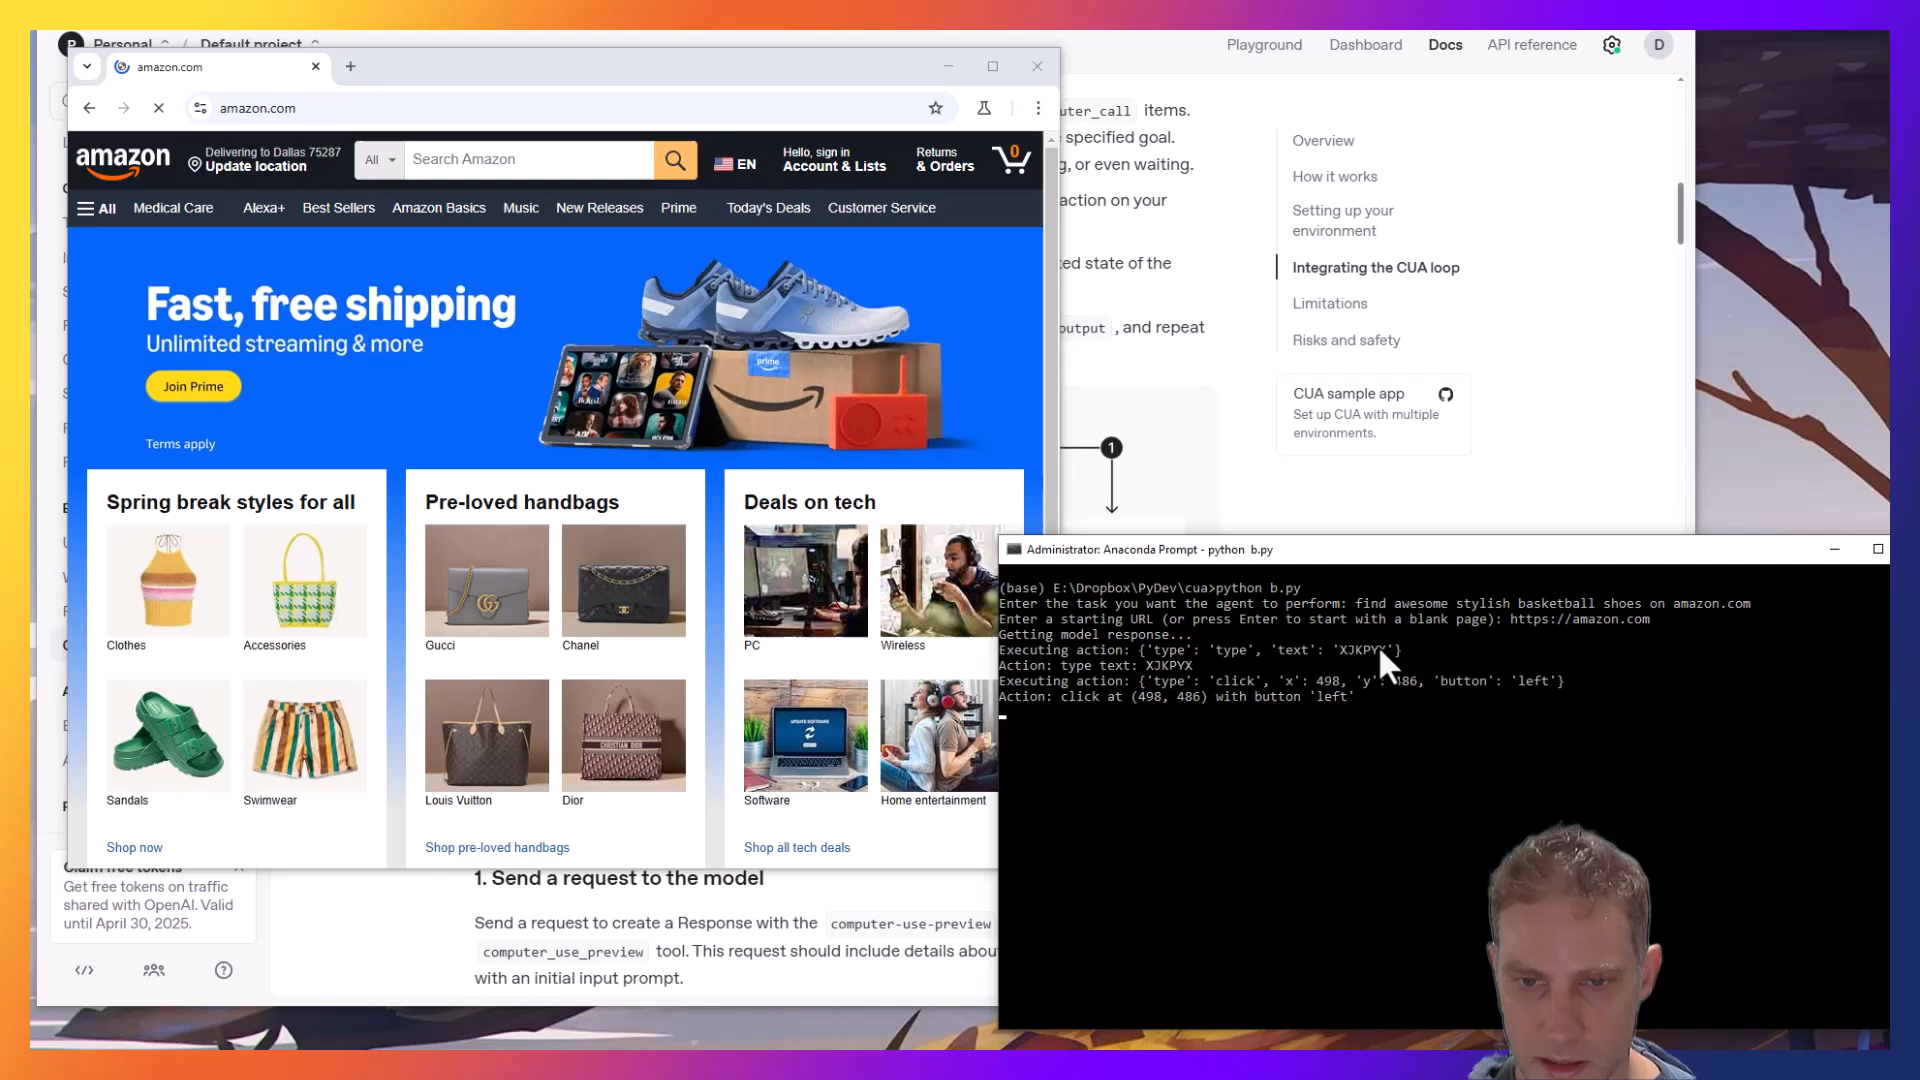 Personal / Default project
Playground Dashboard Docs API reference D
amazon.com
amazon.com
amazon
Delivering to Dallas 75287
Update location
All
Search Amazon
EN
Hello, sign in
Account & Lists
Returns
& Orders
0
All Medical Care Alexa+ Best Sellers Amazon Basics Music New Releases Prime Today's Deals Customer Service
Fast, free shipping
Unlimited streaming & more
Join Prime
Terms apply
prime
Spring break styles for all
Clothes Accessories
Sandals Swimwear
Shop now
Pre-loved handbags
Gucci Chanel
Louis Vuitton Dior
CHRISTIAN DIOR
Shop pre-loved handbags
Deals on tech
PC Wireless
UPDATE SOFTWARE
Software Home entertainment
Shop all tech deals
uter_call items.
specified goal.
g, or even waiting.
action on your
ted state of the
output , and repeat
1
Overview
How it works
Setting up your
environment
Integrating the CUA loop
Limitations
Risks and safety
CUA sample app
Set up CUA with multiple
environments.
Claim free tokens
Get free tokens on traffic
shared with OpenAI. Valid
until April 30, 2025.
1. Send a request to the model
Send a request to create a Response with the computer-use-preview
computer_use_preview tool. This request should include details abou
with an initial input prompt.
Administrator: Anaconda Prompt - python b.py
(base) E:\Dropbox\PyDev\cua>python b.py
Enter the task you want the agent to perform: find awesome stylish basketball shoes on amazon.com
Enter a starting URL (or press Enter to start with a blank page): https://amazon.com
Getting model response...
Executing action: {'type': 'type', 'text': 'XJKPYX'}
Action: type text: XJKPYX
Executing action: {'type': 'click', 'x': 498, 'y': 486, 'button': 'left'}
Action: click at (498, 486) with button 'left'